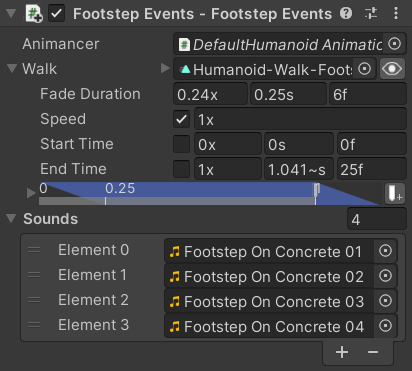 Footstep Events - Footstep Events
Animancer DefaultHumanoid Animatic
Walk Humanoid-Walk-Foots
Fade Duration 0.24x 0.25s 6f
Speed 1x
Start Time 0x 0s 0f
End Time 1x 1.041~s 25f
0 0.25 1
Sounds 4
Element 0 Footstep On Concrete 01
Element 1 Footstep On Concrete 02
Element 2 Footstep On Concrete 03
Element 3 Footstep On Concrete 04